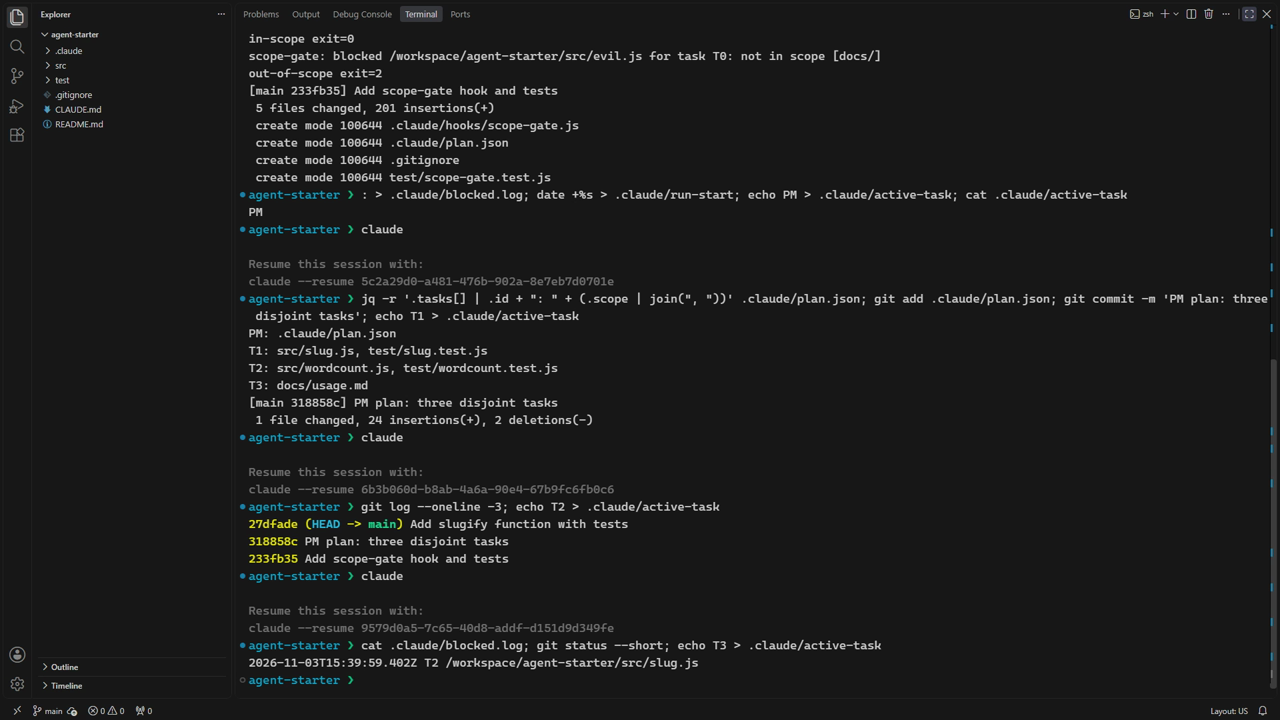 Explorer
Problems Output Debug Console Terminal Ports
zsh
agent-starter
.claude
src
test
.gitignore
CLAUDE.md
README.md
in-scope exit=0
scope-gate: blocked /workspace/agent-starter/src/evil.js for task T0: not in scope [docs/]
out-of-scope exit=2
[main 233fb35] Add scope-gate hook and tests
5 files changed, 201 insertions(+)
create mode 100644 .claude/hooks/scope-gate.js
create mode 100644 .claude/plan.json
create mode 100644 .gitignore
create mode 100644 test/scope-gate.test.js
agent-starter ❯ : > .claude/blocked.log; date +%s > .claude/run-start; echo PM > .claude/active-task; cat .claude/active-task
PM
agent-starter ❯ claude
Resume this session with:
claude --resume 5c2a29d0-a481-476b-902a-8e7eb7d0701e
agent-starter ❯ jq -r '.tasks[] | .id + ": " + (.scope | join(", "))' .claude/plan.json; git add .claude/plan.json; git commit -m 'PM plan: three
disjoint tasks'; echo T1 > .claude/active-task
PM: .claude/plan.json
T1: src/slug.js, test/slug.test.js
T2: src/wordcount.js, test/wordcount.test.js
T3: docs/usage.md
[main 318858c] PM plan: three disjoint tasks
1 file changed, 24 insertions(+), 2 deletions(-)
agent-starter ❯ claude
Resume this session with:
claude --resume 6b3b060d-b8ab-4a6a-90e4-67b9fc6fb0c6
agent-starter ❯ git log --oneline -3; echo T2 > .claude/active-task
27dfade (HEAD -> main) Add slugify function with tests
318858c PM plan: three disjoint tasks
233fb35 Add scope-gate hook and tests
agent-starter ❯ claude
Resume this session with:
claude --resume 9579d0a5-7c65-40d8-addf-d151d9d349fe
agent-starter ❯ cat .claude/blocked.log; git status --short; echo T3 > .claude/active-task
2026-11-03T15:39:59.402Z T2 /workspace/agent-starter/src/slug.js
agent-starter ❯
Outline
Timeline
main 0 0 0 Layout: US